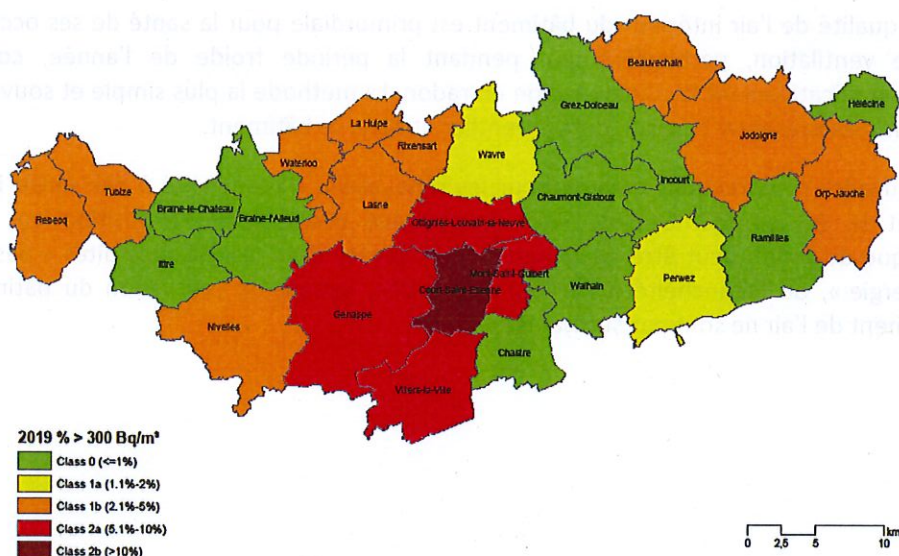 Beauvechain
Grez-Doiceau
Hélécine
La Hulpe
Jodoigne
Rixensart
Waterloo
Wavre
Incourt
Orp-Jauche
Tubize
Rebecq
Braine-le-Château
Lasne
Chaumont-Gistoux
Braine-l'Alleud
Ottignies-Louvain-la-Neuve
Ramillies
Ittre
Mont-Saint-Guibert
Perwez
Walhain
Court-Saint-Etienne
Nivelles
Genappe
Chastre
Villers-la-Ville
2019 % > 300 Bq/m³
Class 0 (<=1%)
Class 1a (1.1%-2%)
Class 1b (2.1%-5%)
Class 2a (5.1%-10%)
Class 2b (>10%)
km
0 2,5 5 10